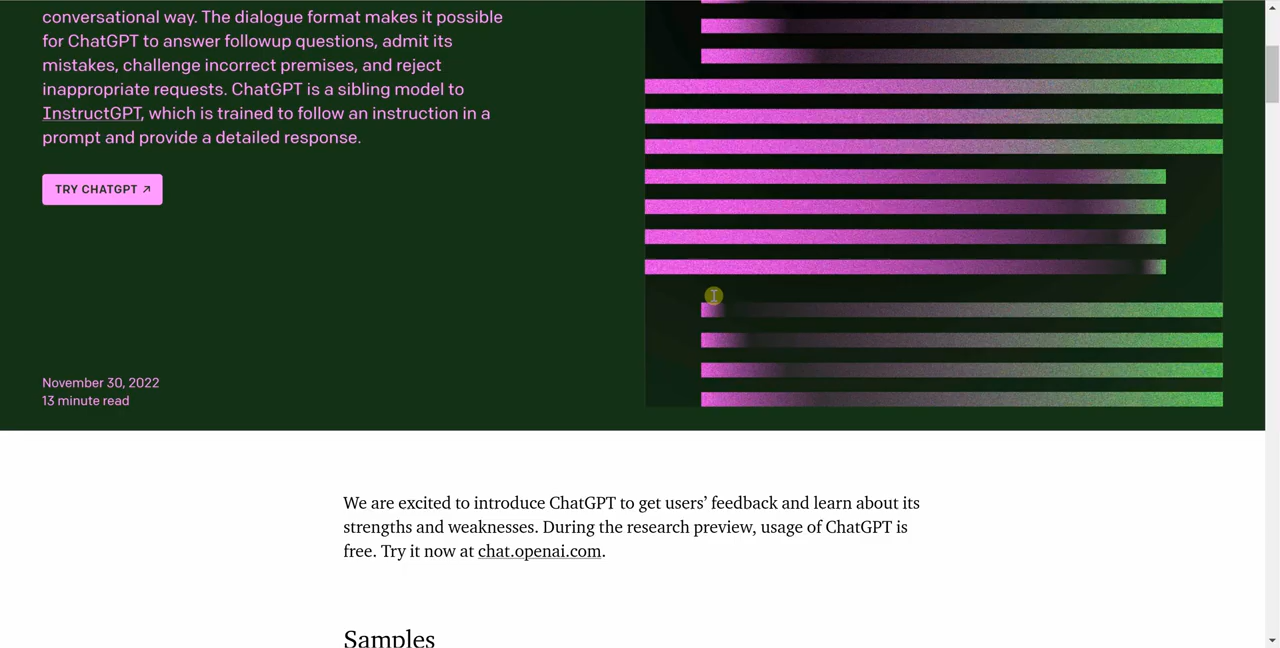 conversational way. The dialogue format makes it possible
for ChatGPT to answer followup questions, admit its
mistakes, challenge incorrect premises, and reject
inappropriate requests. ChatGPT is a sibling model to
InstructGPT, which is trained to follow an instruction in a
prompt and provide a detailed response.
TRY CHATGPT ↗
November 30, 2022
13 minute read
We are excited to introduce ChatGPT to get users’ feedback and learn about its
strengths and weaknesses. During the research preview, usage of ChatGPT is
free. Try it now at chat.openai.com.
Samples